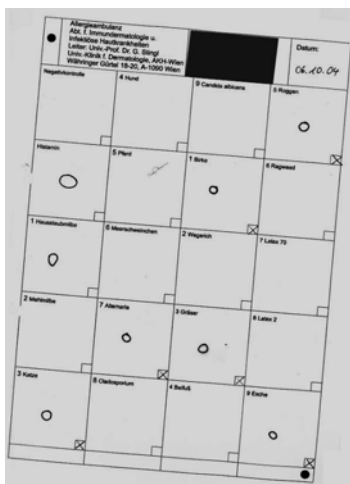 Allergieambulanz
Abt. f. Immundermatologie u.
Infektiöse Hautkrankheiten
Leiter: Univ.-Prof. Dr. G. Stingl
Univ.-Klinik f. Dermatologie, AKH-Wien
Währinger Gürtel 18-20, A-1090 Wien
Datum:
06.10.04
Negativkontrolle
4 Hund
9 Candida albicans
5 Roggen
Histamin
5 Pferd
1 Birke
6 Ragweed
1 Hausstaubmilbe
6 Meerschweinchen
2 Wegerich
7 Latex 70
2 Mehlmilbe
7 Alternaria
3 Gräser
8 Latex 2
3 Katze
8 Cladosporium
4 Beifuß
9 Esche